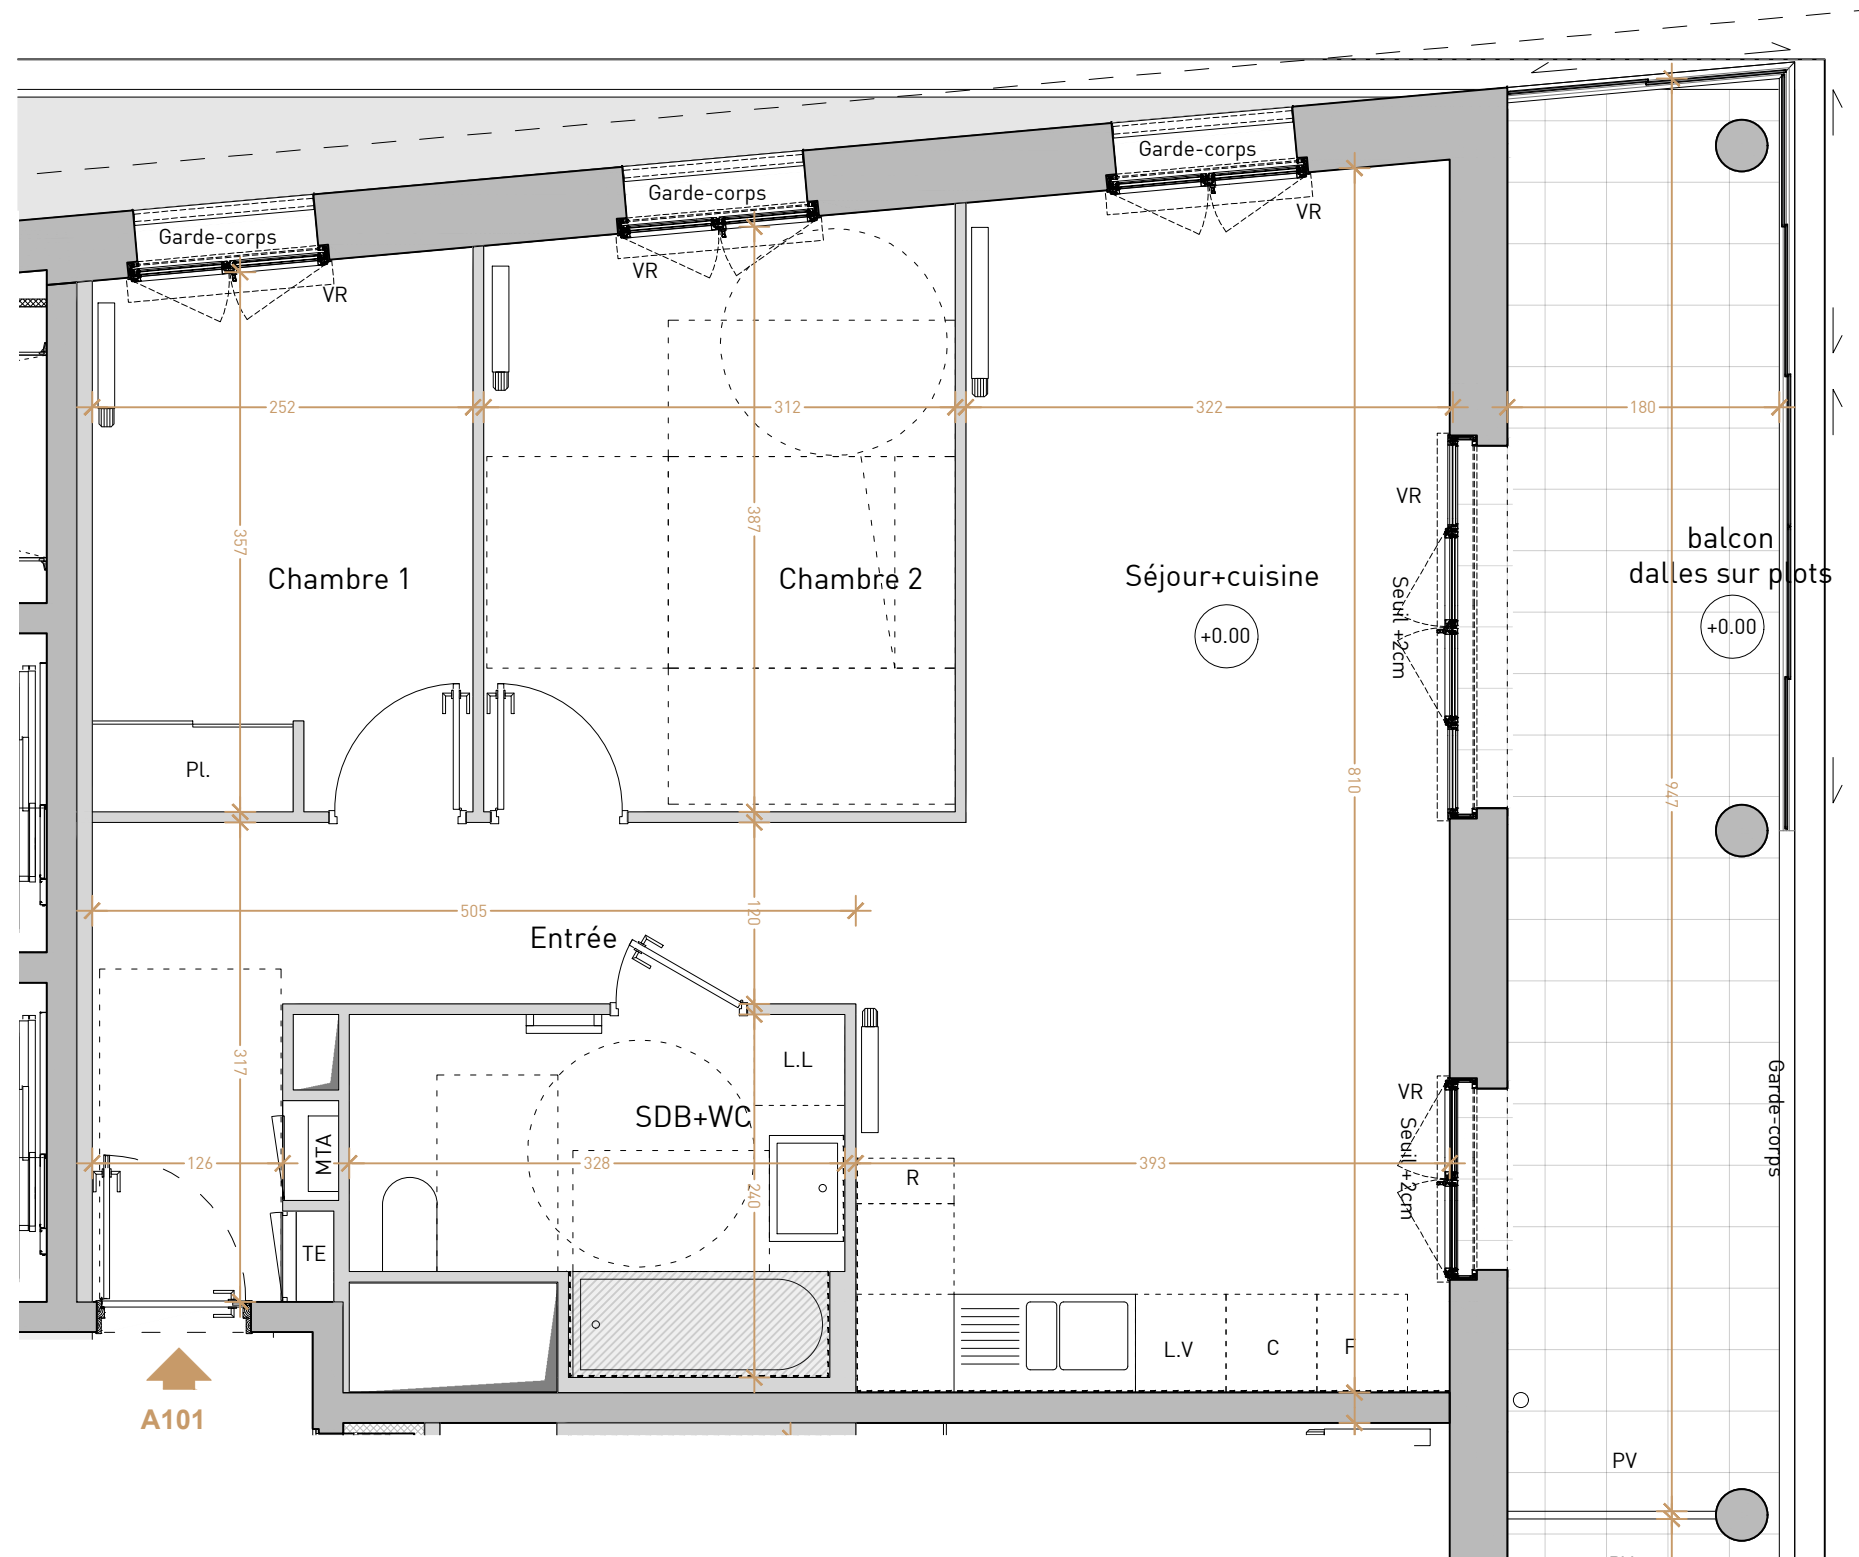 Garde-corps
Garde-corps
Garde-corps
VR
VR
VR
252
312
322
180
357
387
VR
Chambre 1
Chambre 2
Séjour+cuisine
+0.00
Seuil +2cm
balcon
dalles sur plots
+0.00
Pl.
810
947
505
120
Entrée
317
L.L
SDB+WC
VR
Seuil +2cm
Garde-corps
126
MTA
328
240
393
R
TE
L.V
C
F
A101
PV